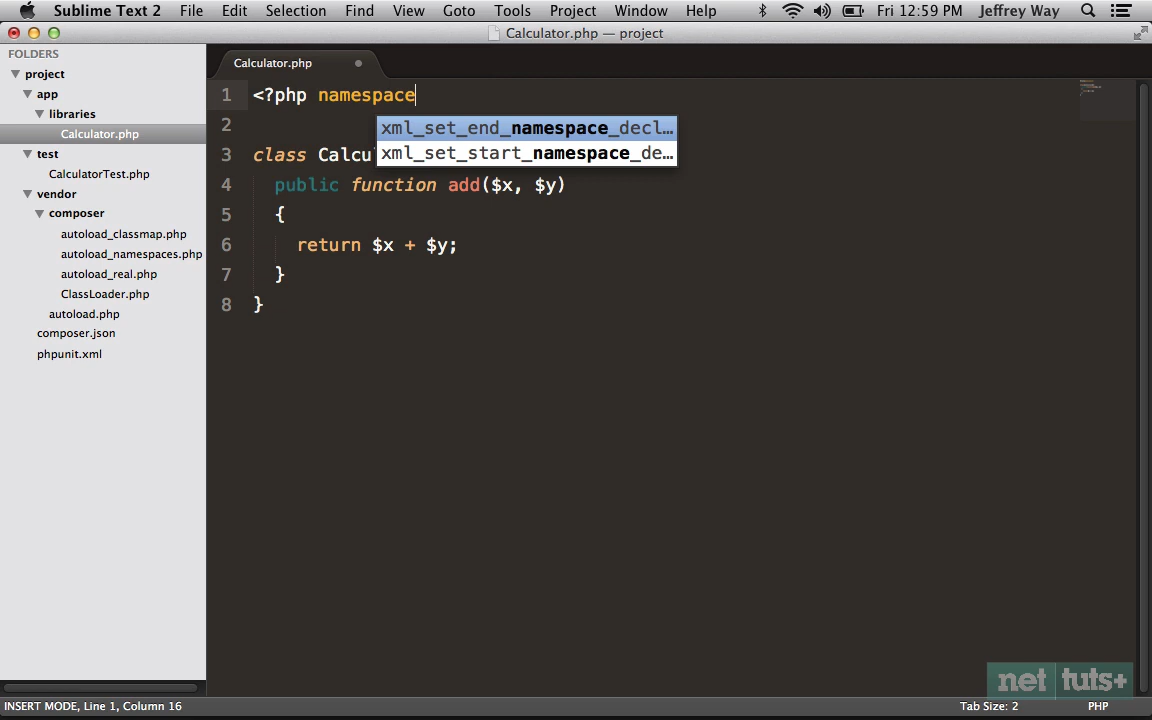 Sublime Text 2 File Edit Selection Find View Goto Tools Project Window Help Fri 12:59 PM Jeffrey Way
Calculator.php — project
FOLDERS
project
app
libraries
Calculator.php
test
CalculatorTest.php
vendor
composer
autoload_classmap.php
autoload_namespaces.php
autoload_real.php
ClassLoader.php
autoload.php
composer.json
phpunit.xml
Calculator.php
1 <?php namespace
xml_set_end_namespace_decl…
xml_set_start_namespace_de…
2
3 class Calcu
4 public function add($x, $y)
5 {
6 return $x + $y;
7 }
8 }
net tuts+
INSERT MODE, Line 1, Column 16 Tab Size: 2 PHP